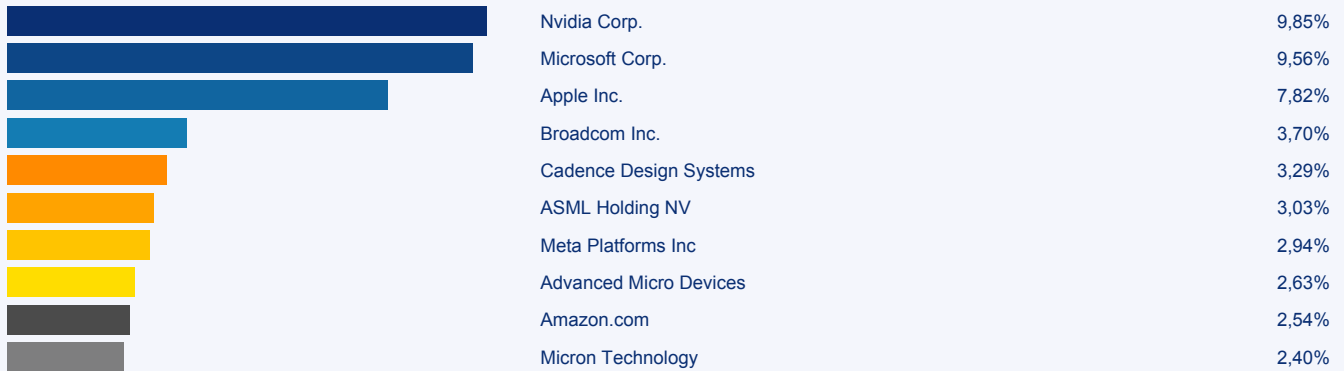 Nvidia Corp. 9,85%
Microsoft Corp. 9,56%
Apple Inc. 7,82%
Broadcom Inc. 3,70%
Cadence Design Systems 3,29%
ASML Holding NV 3,03%
Meta Platforms Inc 2,94%
Advanced Micro Devices 2,63%
Amazon.com 2,54%
Micron Technology 2,40%